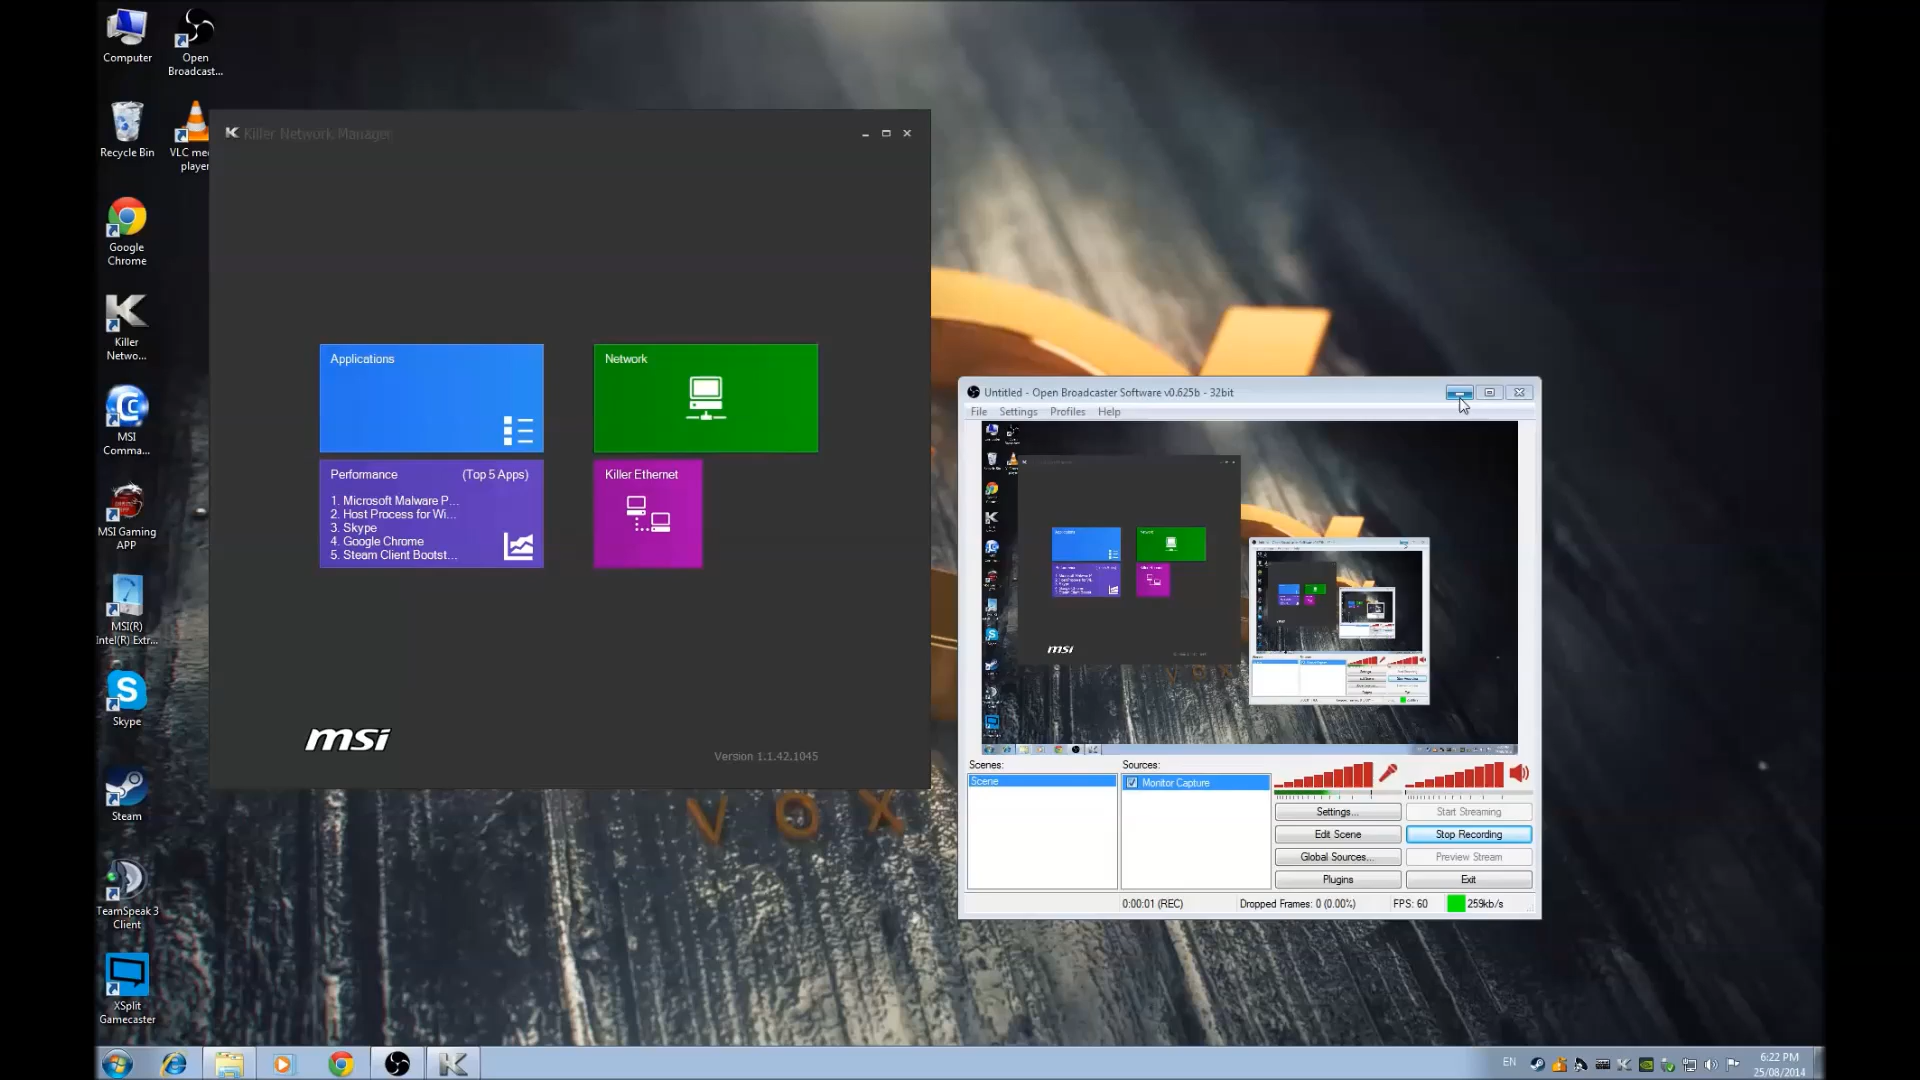 Computer
Open
Broadcast...
Recycle Bin
VLC me
player
Google
Chrome
Killer
Netwo...
MSI
Comma...
MSI Gaming
APP
MSI(R)
Intel(R) Extr...
Skype
Steam
TeamSpeak 3
Client
XSplit
Gamecaster
Killer Network Manager
Applications
Network
Performance (Top 5 Apps)
1. Microsoft Malware P...
2. Host Process for Wi...
3. Skype
4. Google Chrome
5. Steam Client Bootst...
Killer Ethernet
msi
Version 1.1.42.1045
VOX
Untitled - Open Broadcaster Software v0.625b - 32bit
File Settings Profiles Help
msi
Scenes:
Scene
Sources:
Monitor Capture
Settings...
Start Streaming
Edit Scene
Stop Recording
Global Sources...
Preview Stream
Plugins
Exit
0:00:01 (REC)
Dropped Frames: 0 (0.00%)
FPS: 60
259kb/s
EN
6:22 PM
25/08/2014